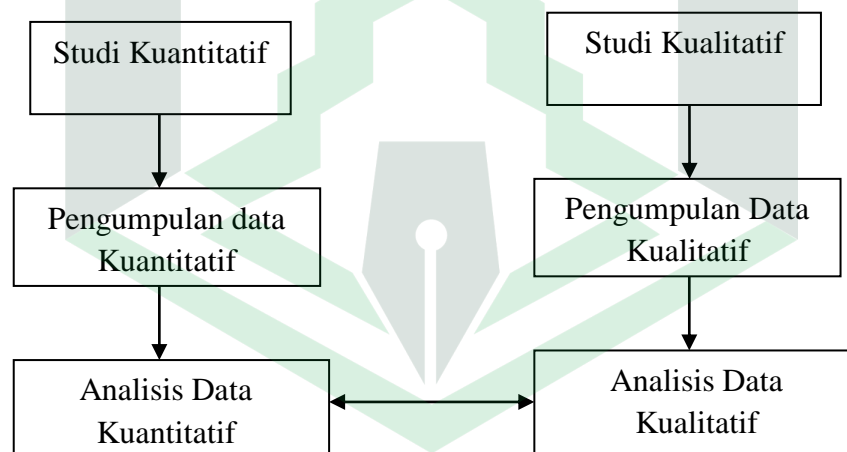 Studi Kuantitatif
Studi Kualitatif
Pengumpulan data
Kuantitatif
Pengumpulan Data
Kualitatif
Analisis Data
Kuantitatif
Analisis Data
Kualitatif